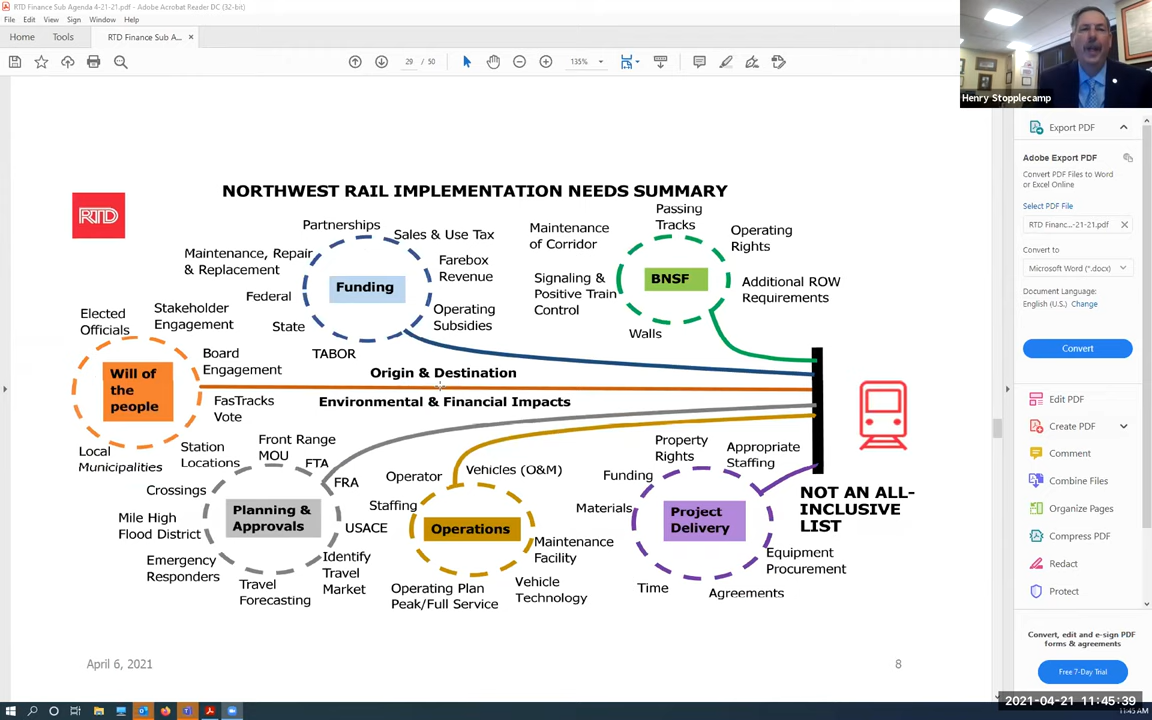 RTD Finance Sub Agenda 4-21-21.pdf - Adobe Acrobat Reader DC (32-bit)
File Edit View Sign Window Help
Home Tools RTD Finance Sub A... ×
29 / 50 135%
Henry Stopplecamp
NORTHWEST RAIL IMPLEMENTATION NEEDS SUMMARY
RTD
Partnerships
Sales & Use Tax
Maintenance, Repair
& Replacement
Farebox
Revenue
Federal
Funding
Operating
Subsidies
State
TABOR
Maintenance
of Corridor
Passing
Tracks
Operating
Rights
Signaling &
Positive Train
Control
BNSF
Additional ROW
Requirements
Walls
Elected
Officials
Stakeholder
Engagement
Board
Engagement
Will of
the
people
FasTracks
Vote
Local
Municipalities
Station
Locations
Origin & Destination
Environmental & Financial Impacts
Front Range
MOU
FTA
FRA
Crossings
Mile High
Flood District
Planning &
Approvals
USACE
Emergency
Responders
Identify
Travel
Market
Travel
Forecasting
Operator
Vehicles (O&M)
Staffing
Operations
Maintenance
Facility
Operating Plan
Peak/Full Service
Vehicle
Technology
Property
Rights
Appropriate
Staffing
Funding
Materials
Project
Delivery
Equipment
Procurement
Time
Agreements
NOT AN ALL-
INCLUSIVE
LIST
April 6, 2021
8
Export PDF
Adobe Export PDF
Convert PDF Files to Word
or Excel Online
Select PDF File
RTD Financ...-21-21.pdf
Convert to
Microsoft Word (*.docx)
Document Language:
English (U.S.) Change
Convert
Edit PDF
Create PDF
Comment
Combine Files
Organize Pages
Compress PDF
Redact
Protect
Convert, edit and e-sign PDF
forms & agreements
Free 7-Day Trial
2021-04-21 11:45:39
11:45 AM